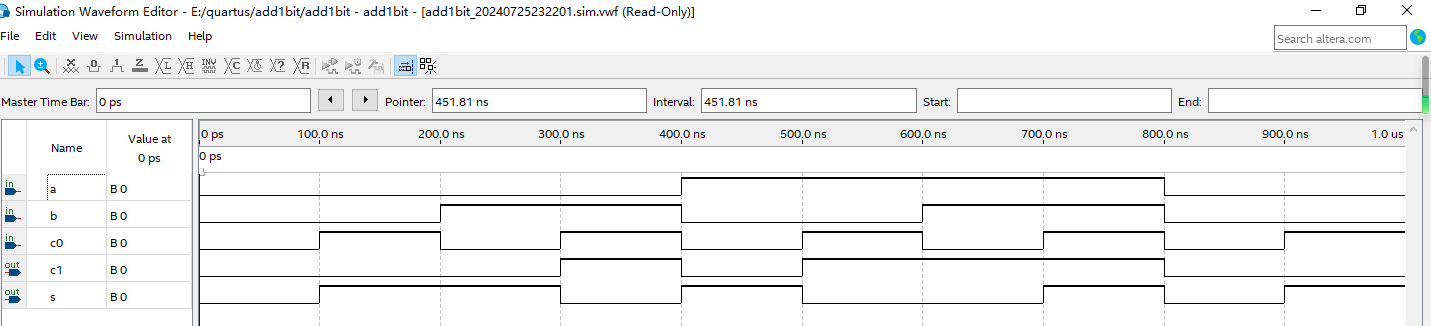 Simulation Waveform Editor - E:/quartus/add1bit/add1bit - add1bit - [add1bit_20240725232201.sim.vwf (Read-Only)]
File Edit View Simulation Help
Search altera.com
Master Time Bar: 0 ps Pointer: 451.81 ns Interval: 451.81 ns Start: End:
Name Value at 0 ps
0 ps 100.0 ns 200.0 ns 300.0 ns 400.0 ns 500.0 ns 600.0 ns 700.0 ns 800.0 ns 900.0 ns 1.0 us
0 ps
in a B 0
in b B 0
in c0 B 0
out c1 B 0
out s B 0